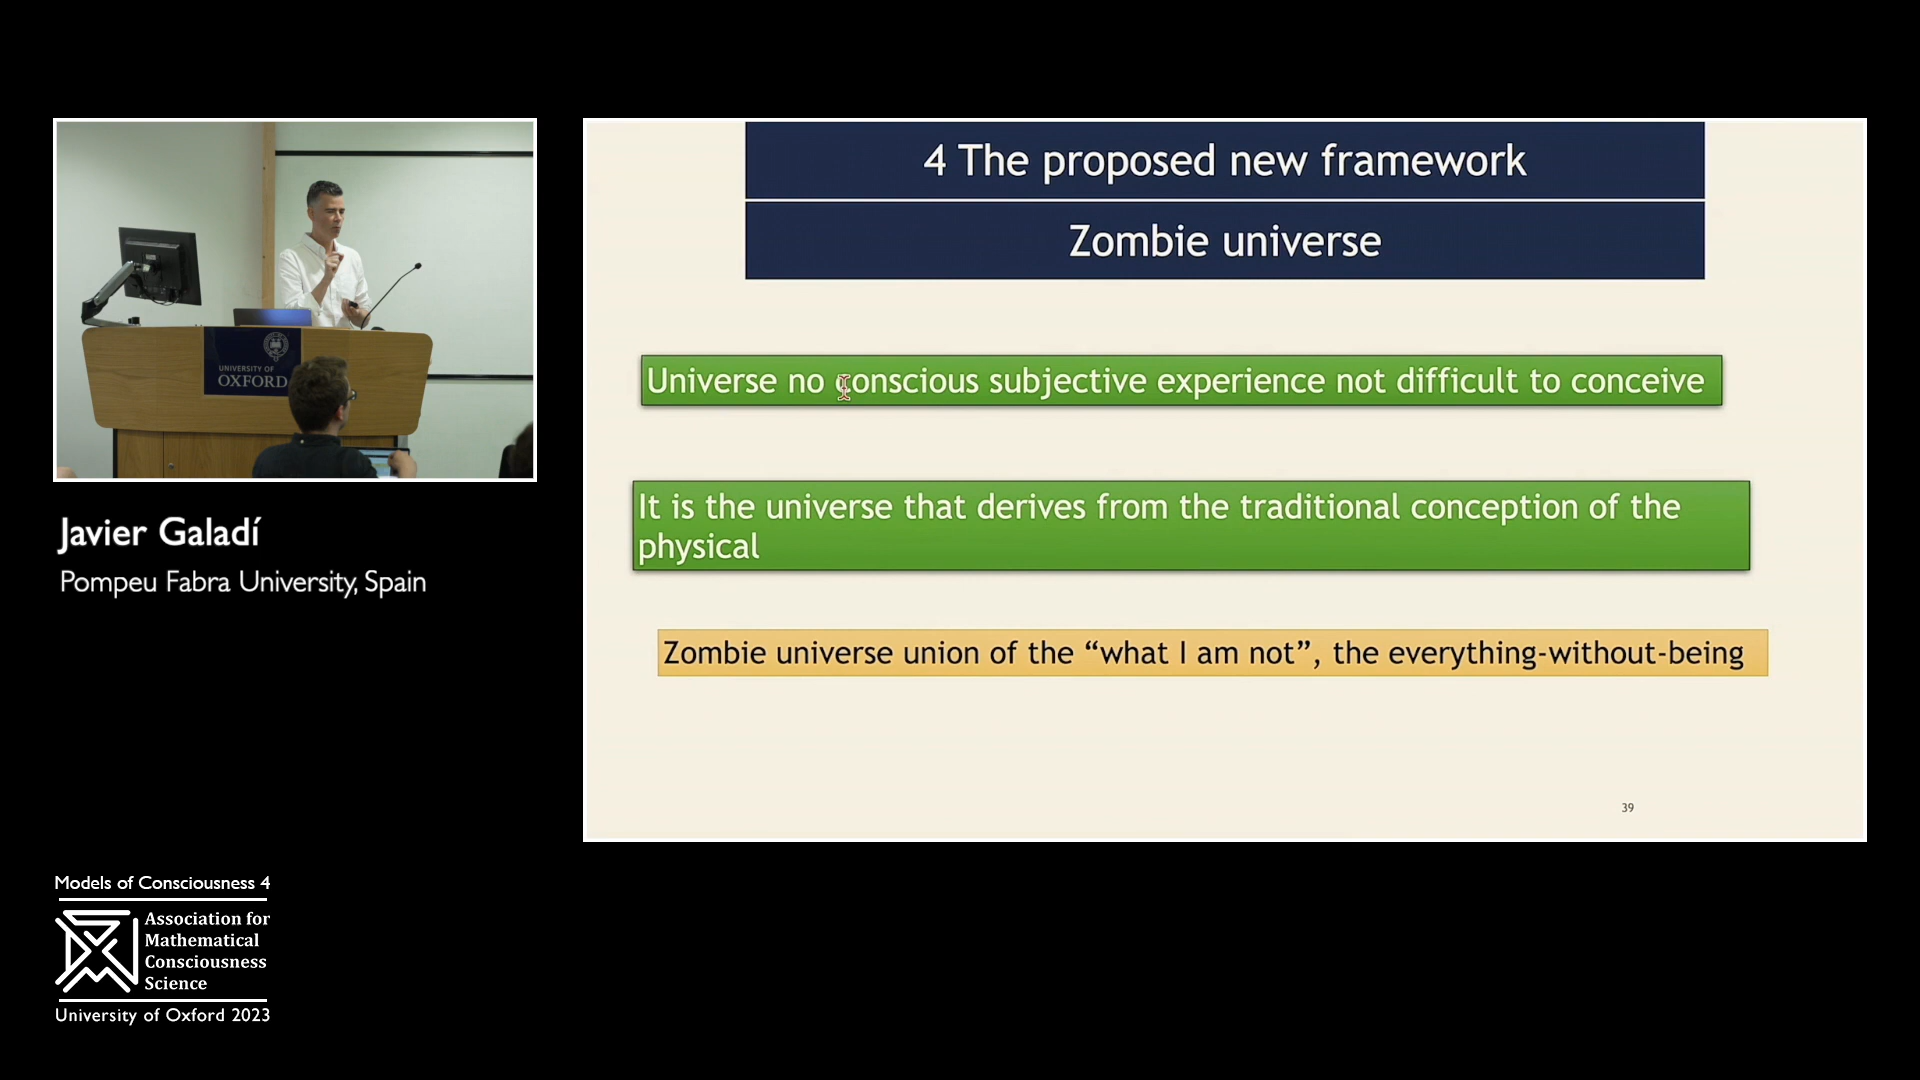 4 The proposed new framework
Zombie universe
Universe no conscious subjective experience not difficult to conceive
It is the universe that derives from the traditional conception of the
physical
Zombie universe union of the “what I am not”, the everything-without-being
39
UNIVERSITY OF
OXFORD
Javier Galadí
Pompeu Fabra University, Spain
Models of Consciousness 4
Association for
Mathematical
Consciousness
Science
University of Oxford 2023